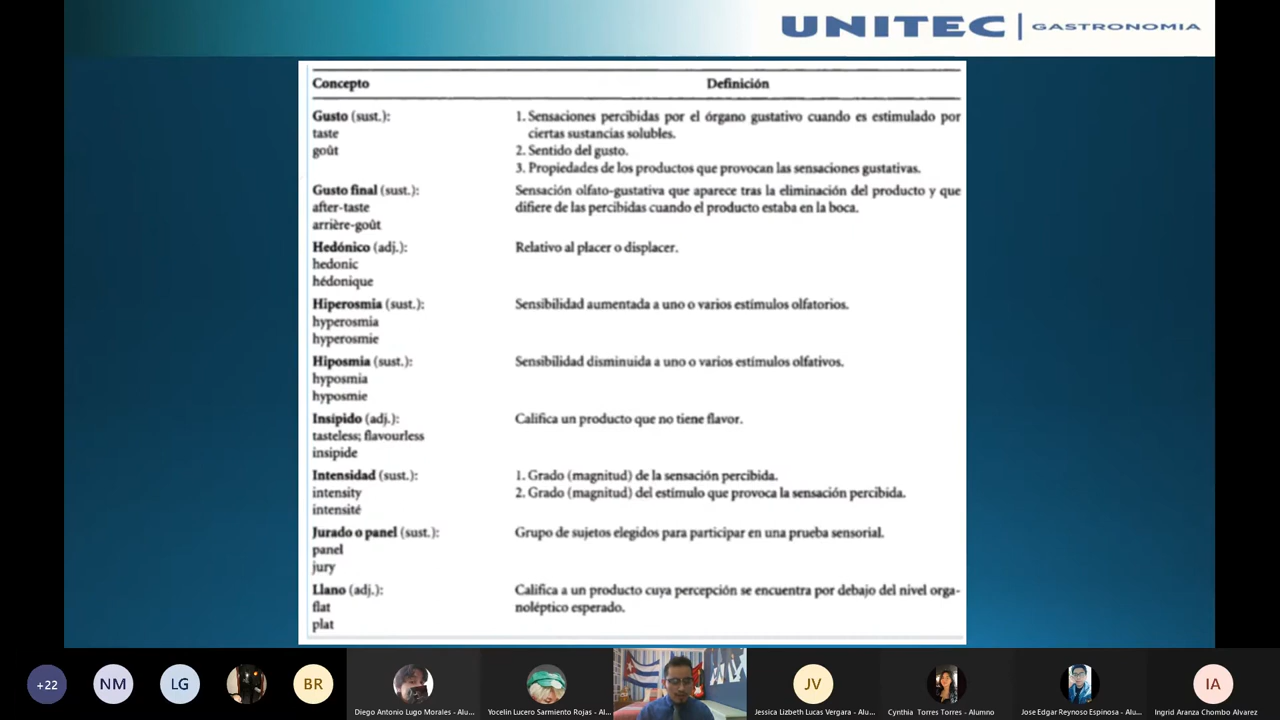 UNITEC | GASTRONOMIA
Concepto Definición
Gusto (sust.): 1. Sensaciones percibidas por el órgano gustativo cuando es estimulado por
taste ciertas sustancias solubles.
goût 2. Sentido del gusto.
3. Propiedades de los productos que provocan las sensaciones gustativas.
Gusto final (sust.): Sensación olfato-gustativa que aparece tras la eliminación del producto y que
after-taste difiere de las percibidas cuando el producto estaba en la boca.
arrière-goût
Hedónico (adj.): Relativo al placer o displacer.
hedonic
hédonique
Hiperosmia (sust.): Sensibilidad aumentada a uno o varios estímulos olfatorios.
hyperosmia
hyperosmie
Hiposmia (sust.): Sensibilidad disminuida a uno o varios estímulos olfativos.
hyposmia
hyposmie
Insípido (adj.): Califica un producto que no tiene flavor.
tasteless; flavourless
insipide
Intensidad (sust.): 1. Grado (magnitud) de la sensación percibida.
intensity 2. Grado (magnitud) del estímulo que provoca la sensación percibida.
intensité
Jurado o panel (sust.): Grupo de sujetos elegidos para participar en una prueba sensorial.
panel
jury
Llano (adj.): Califica a un producto cuya percepción se encuentra por debajo del nivel orga-
flat noléptico esperado.
plat
+22 NM LG BR JV IA
Diego Antonio Lugo Morales - Alu... Yocelin Lucero Sarmiento Rojas - Al... Jessica Lizbeth Lucas Vergara - Alu... Cynthia Torres Torres - Alumno Jose Edgar Reynoso Espinosa - Alu... Ingrid Aranza Chombo Alvarez